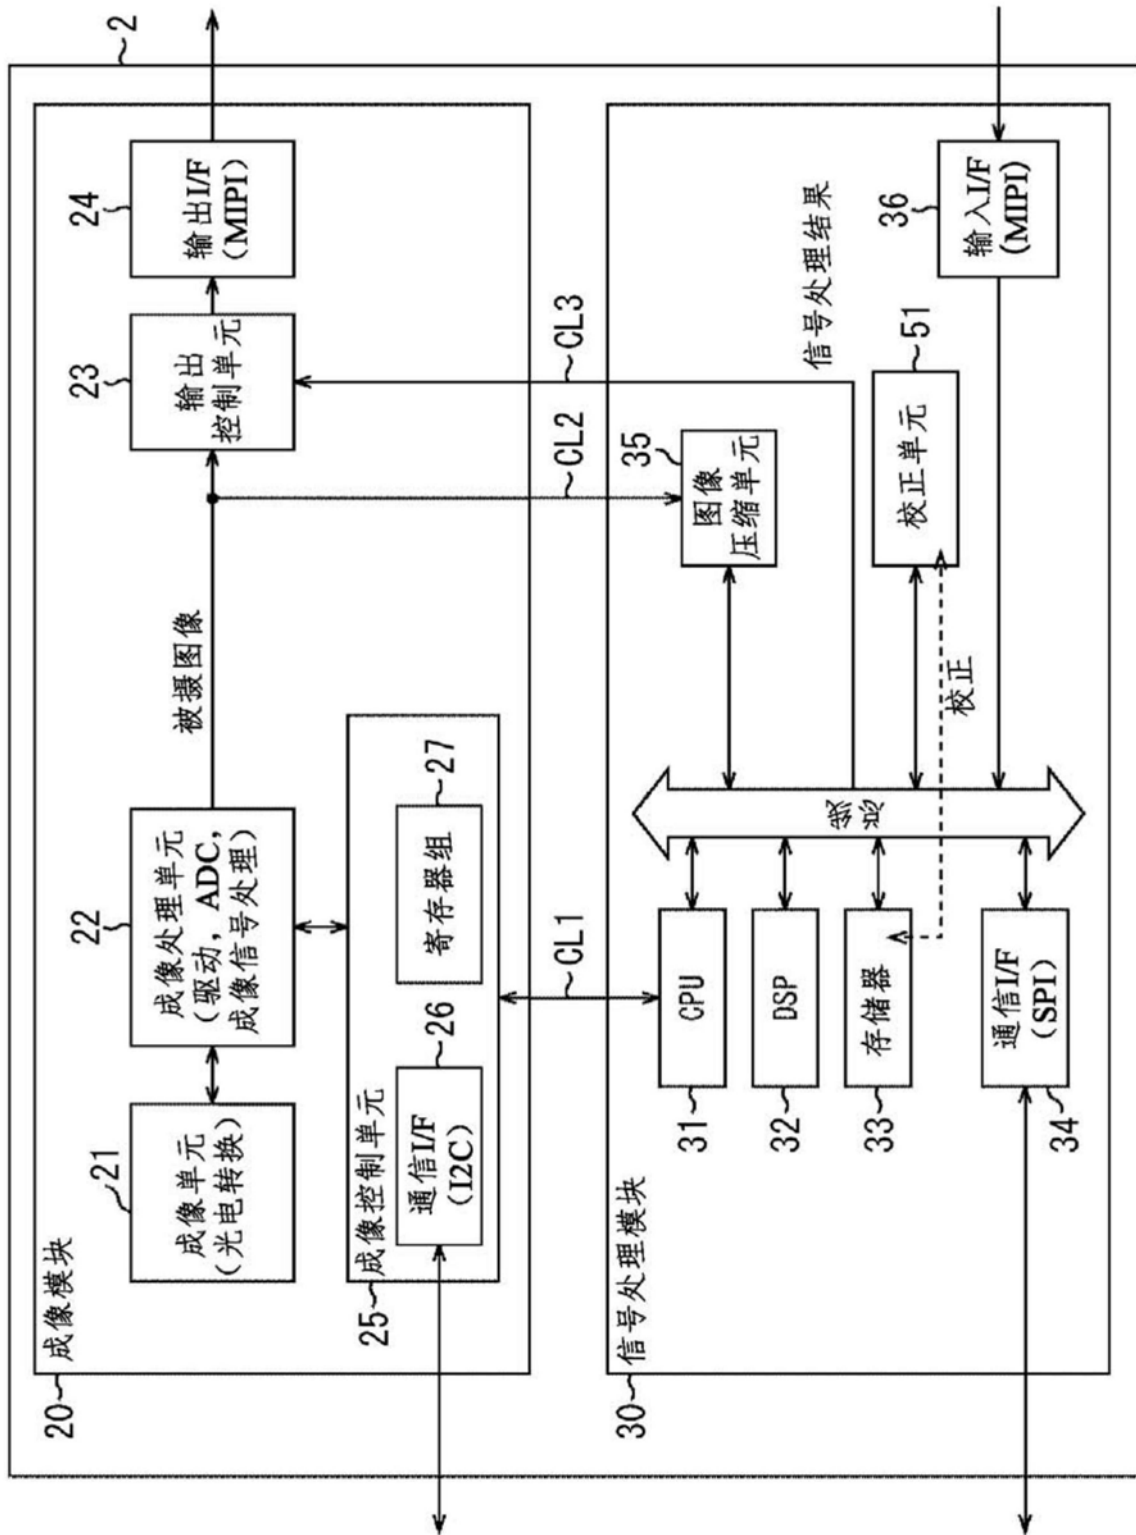 2
20
成像模块
21
成像单元
(光电转换)
22
成像处理单元
(驱动, ADC,
成像信号处理)
被摄图像
23
输出
控制单元
24
输出I/F
(MIPI)
25
成像控制单元
26
通信I/F
(I2C)
27
寄存器组
CL1
CL2
CL3
30
信号处理模块
31
CPU
32
DSP
33
存储器
34
通信I/F
(SPI)
总线
35
图像
压缩单元
信号处理结果
51
校正单元
校正
36
输入I/F
(MIPI)